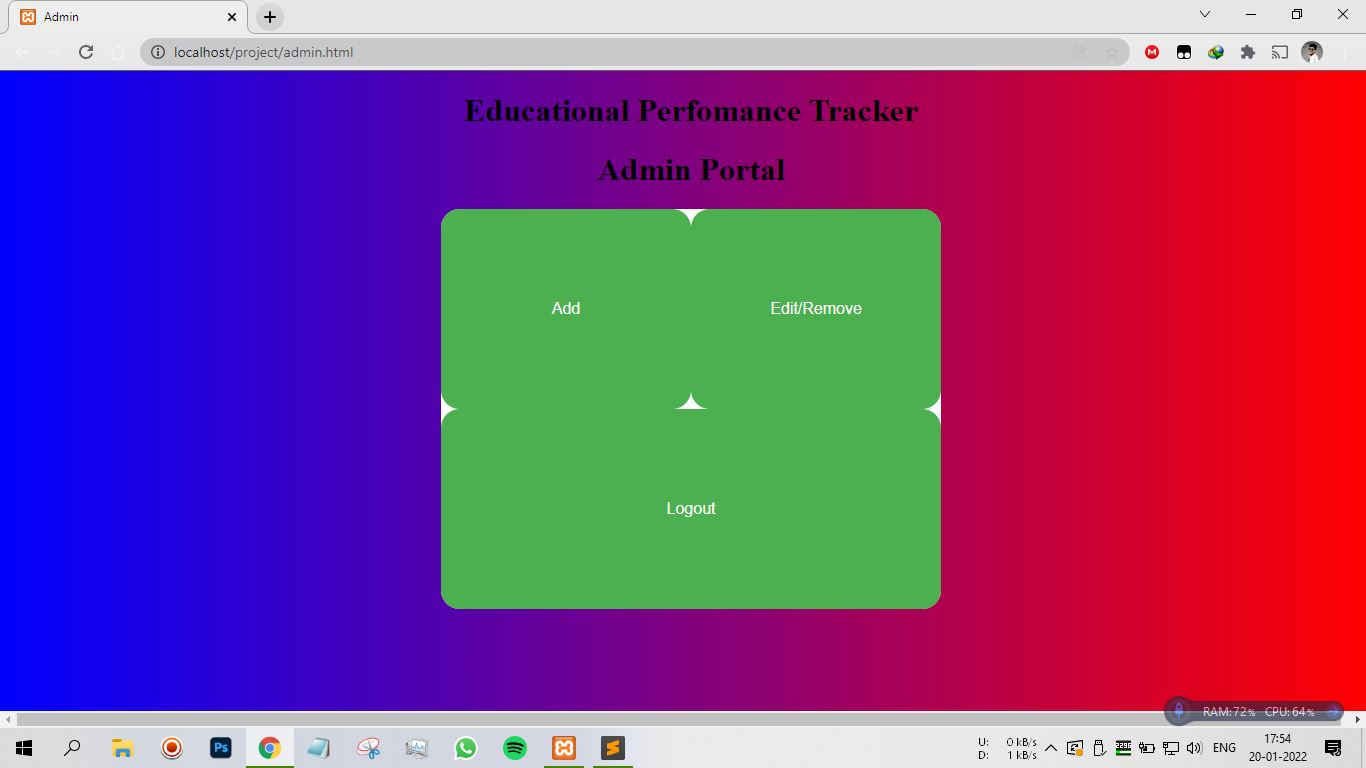 Admin
localhost/project/admin.html
Educational Perfomance Tracker
Admin Portal
Add
Edit/Remove
Logout
RAM: 72% CPU: 64%
U: 0 kB/s
D: 1 kB/s
ENG
17:54
20-01-2022
Ps